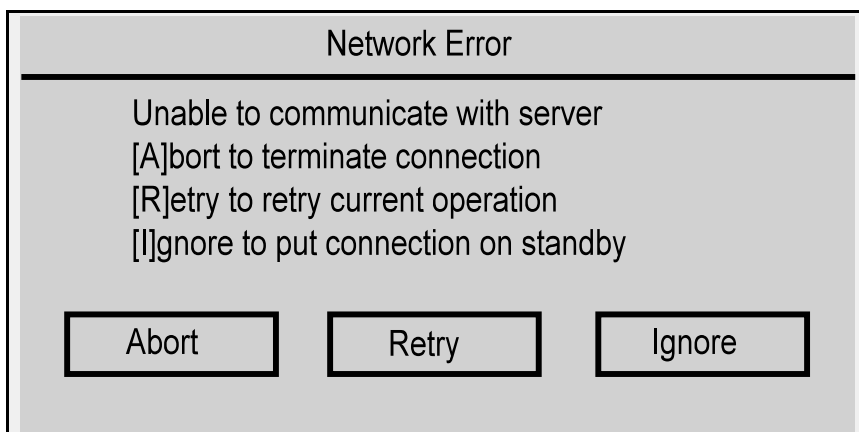 Network Error
Unable to communicate with server
[A]bort to terminate connection
[R]etry to retry current operation
[I]gnore to put connection on standby
Abort Retry Ignore